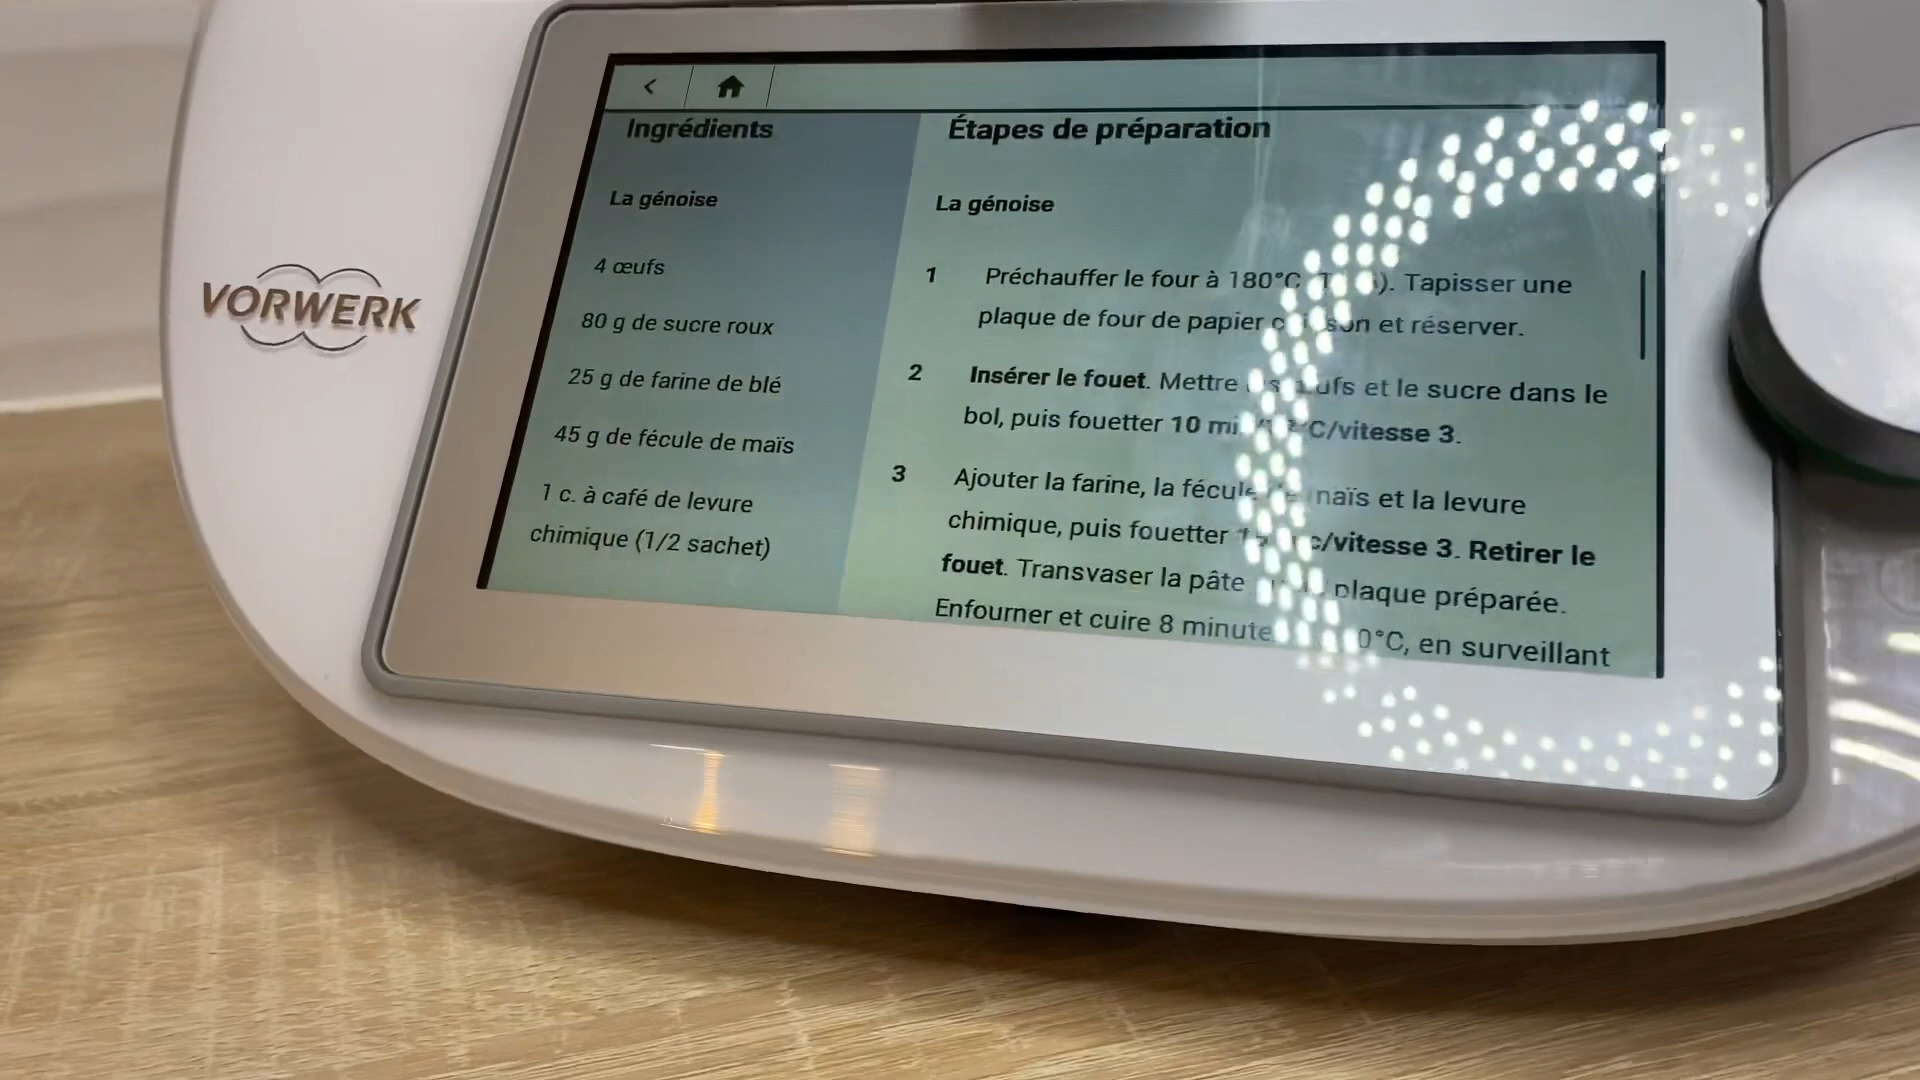 VORWERK
Ingrédients
La génoise
4 œufs
80 g de sucre roux
25 g de farine de blé
45 g de fécule de maïs
1 c. à café de levure
chimique (1/2 sachet)
Étapes de préparation
La génoise
1 Préchauffer le four à 180°C Tapisser une
plaque de four de papier et réserver.
2 Insérer le fouet. Mettre et le sucre dans le
bol, puis fouetter 10 C/vitesse 3.
3 Ajouter la farine, la maïs et la levure
chimique, puis fouetter /vitesse 3. Retirer le
fouet. Transvaser la pâte plaque préparée.
Enfourner et cuire 8 °C, en surveillant